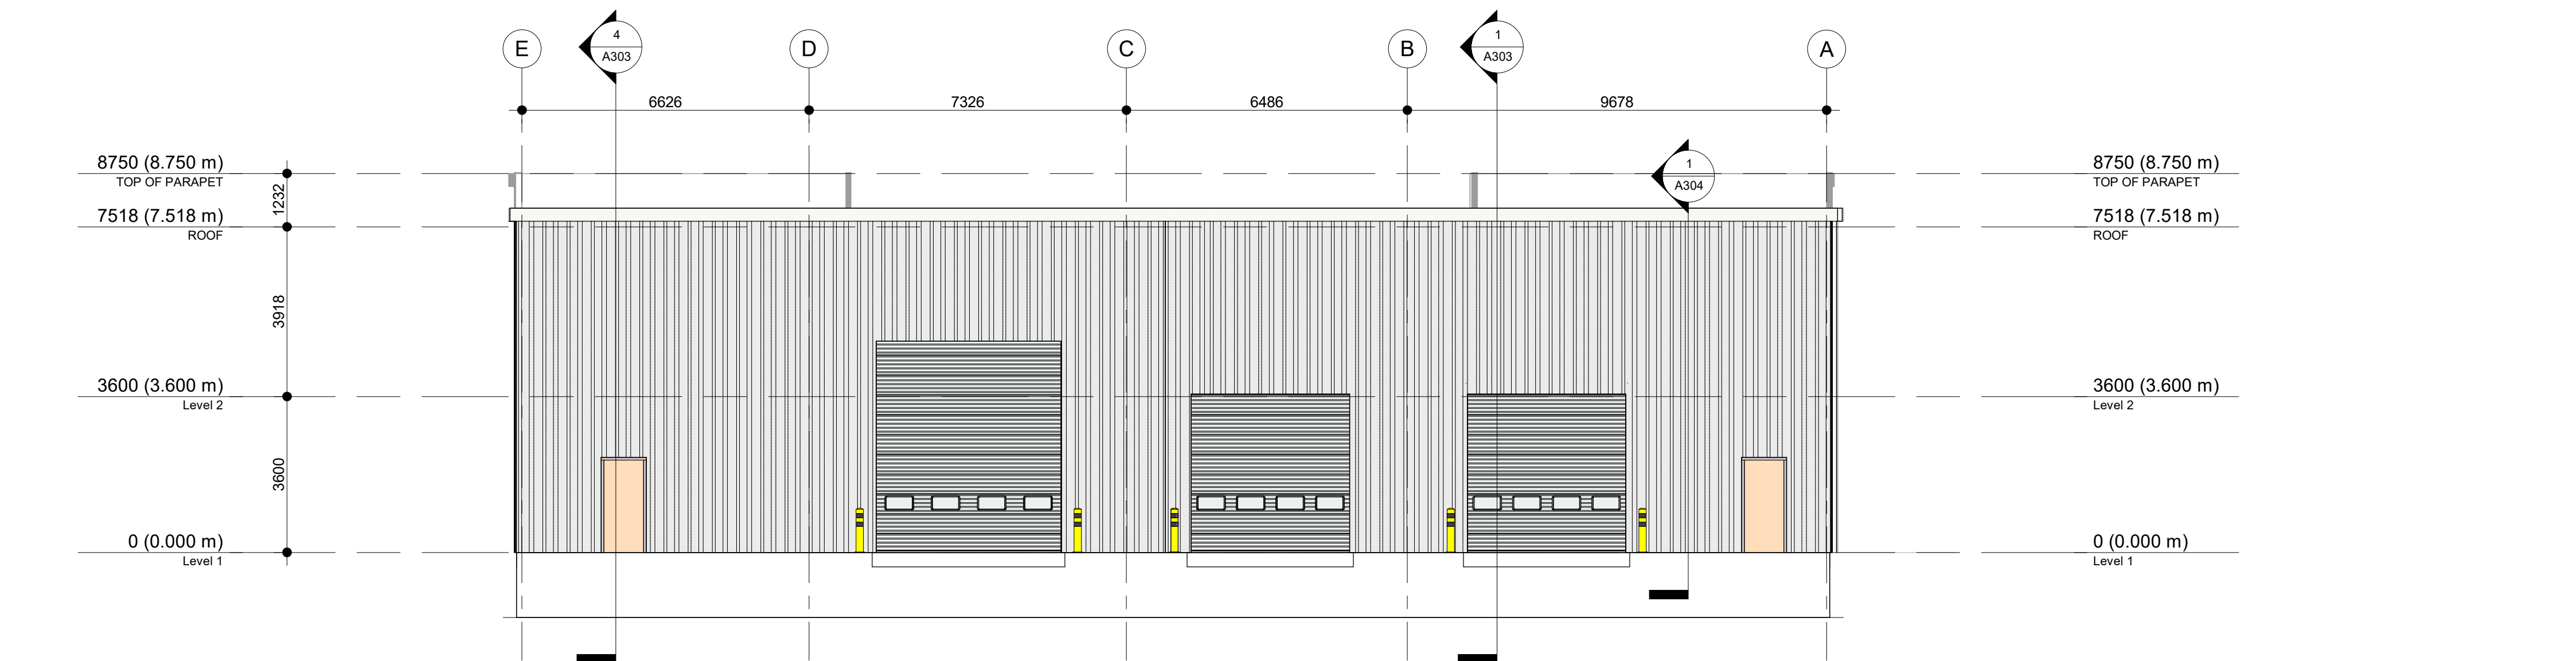 E
4
A303
D
C
B
1
A303
A
6626
7326
6486
9678
8750 (8.750 m)
TOP OF PARAPET
1232
1
A304
8750 (8.750 m)
TOP OF PARAPET
7518 (7.518 m)
ROOF
7518 (7.518 m)
ROOF
3918
3600 (3.600 m)
Level 2
3600 (3.600 m)
Level 2
3600
0 (0.000 m)
Level 1
0 (0.000 m)
Level 1